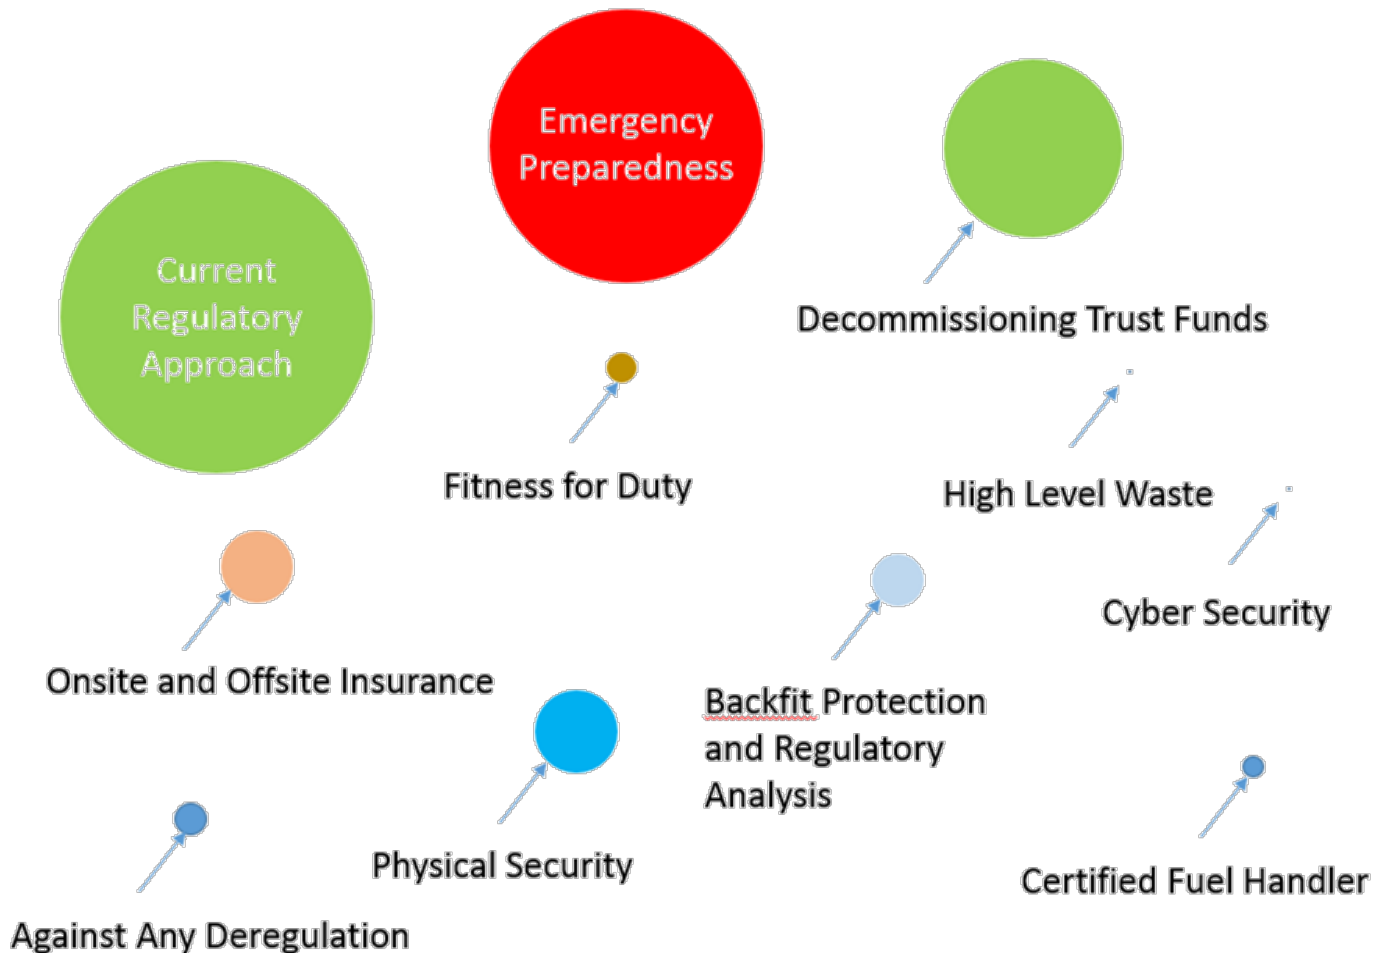 Emergency
Preparedness
Current
Regulatory
Approach
Decommissioning Trust Funds
Fitness for Duty
High Level Waste
Cyber Security
Onsite and Offsite Insurance
Backfit Protection
and Regulatory
Analysis
Physical Security
Certified Fuel Handler
Against Any Deregulation